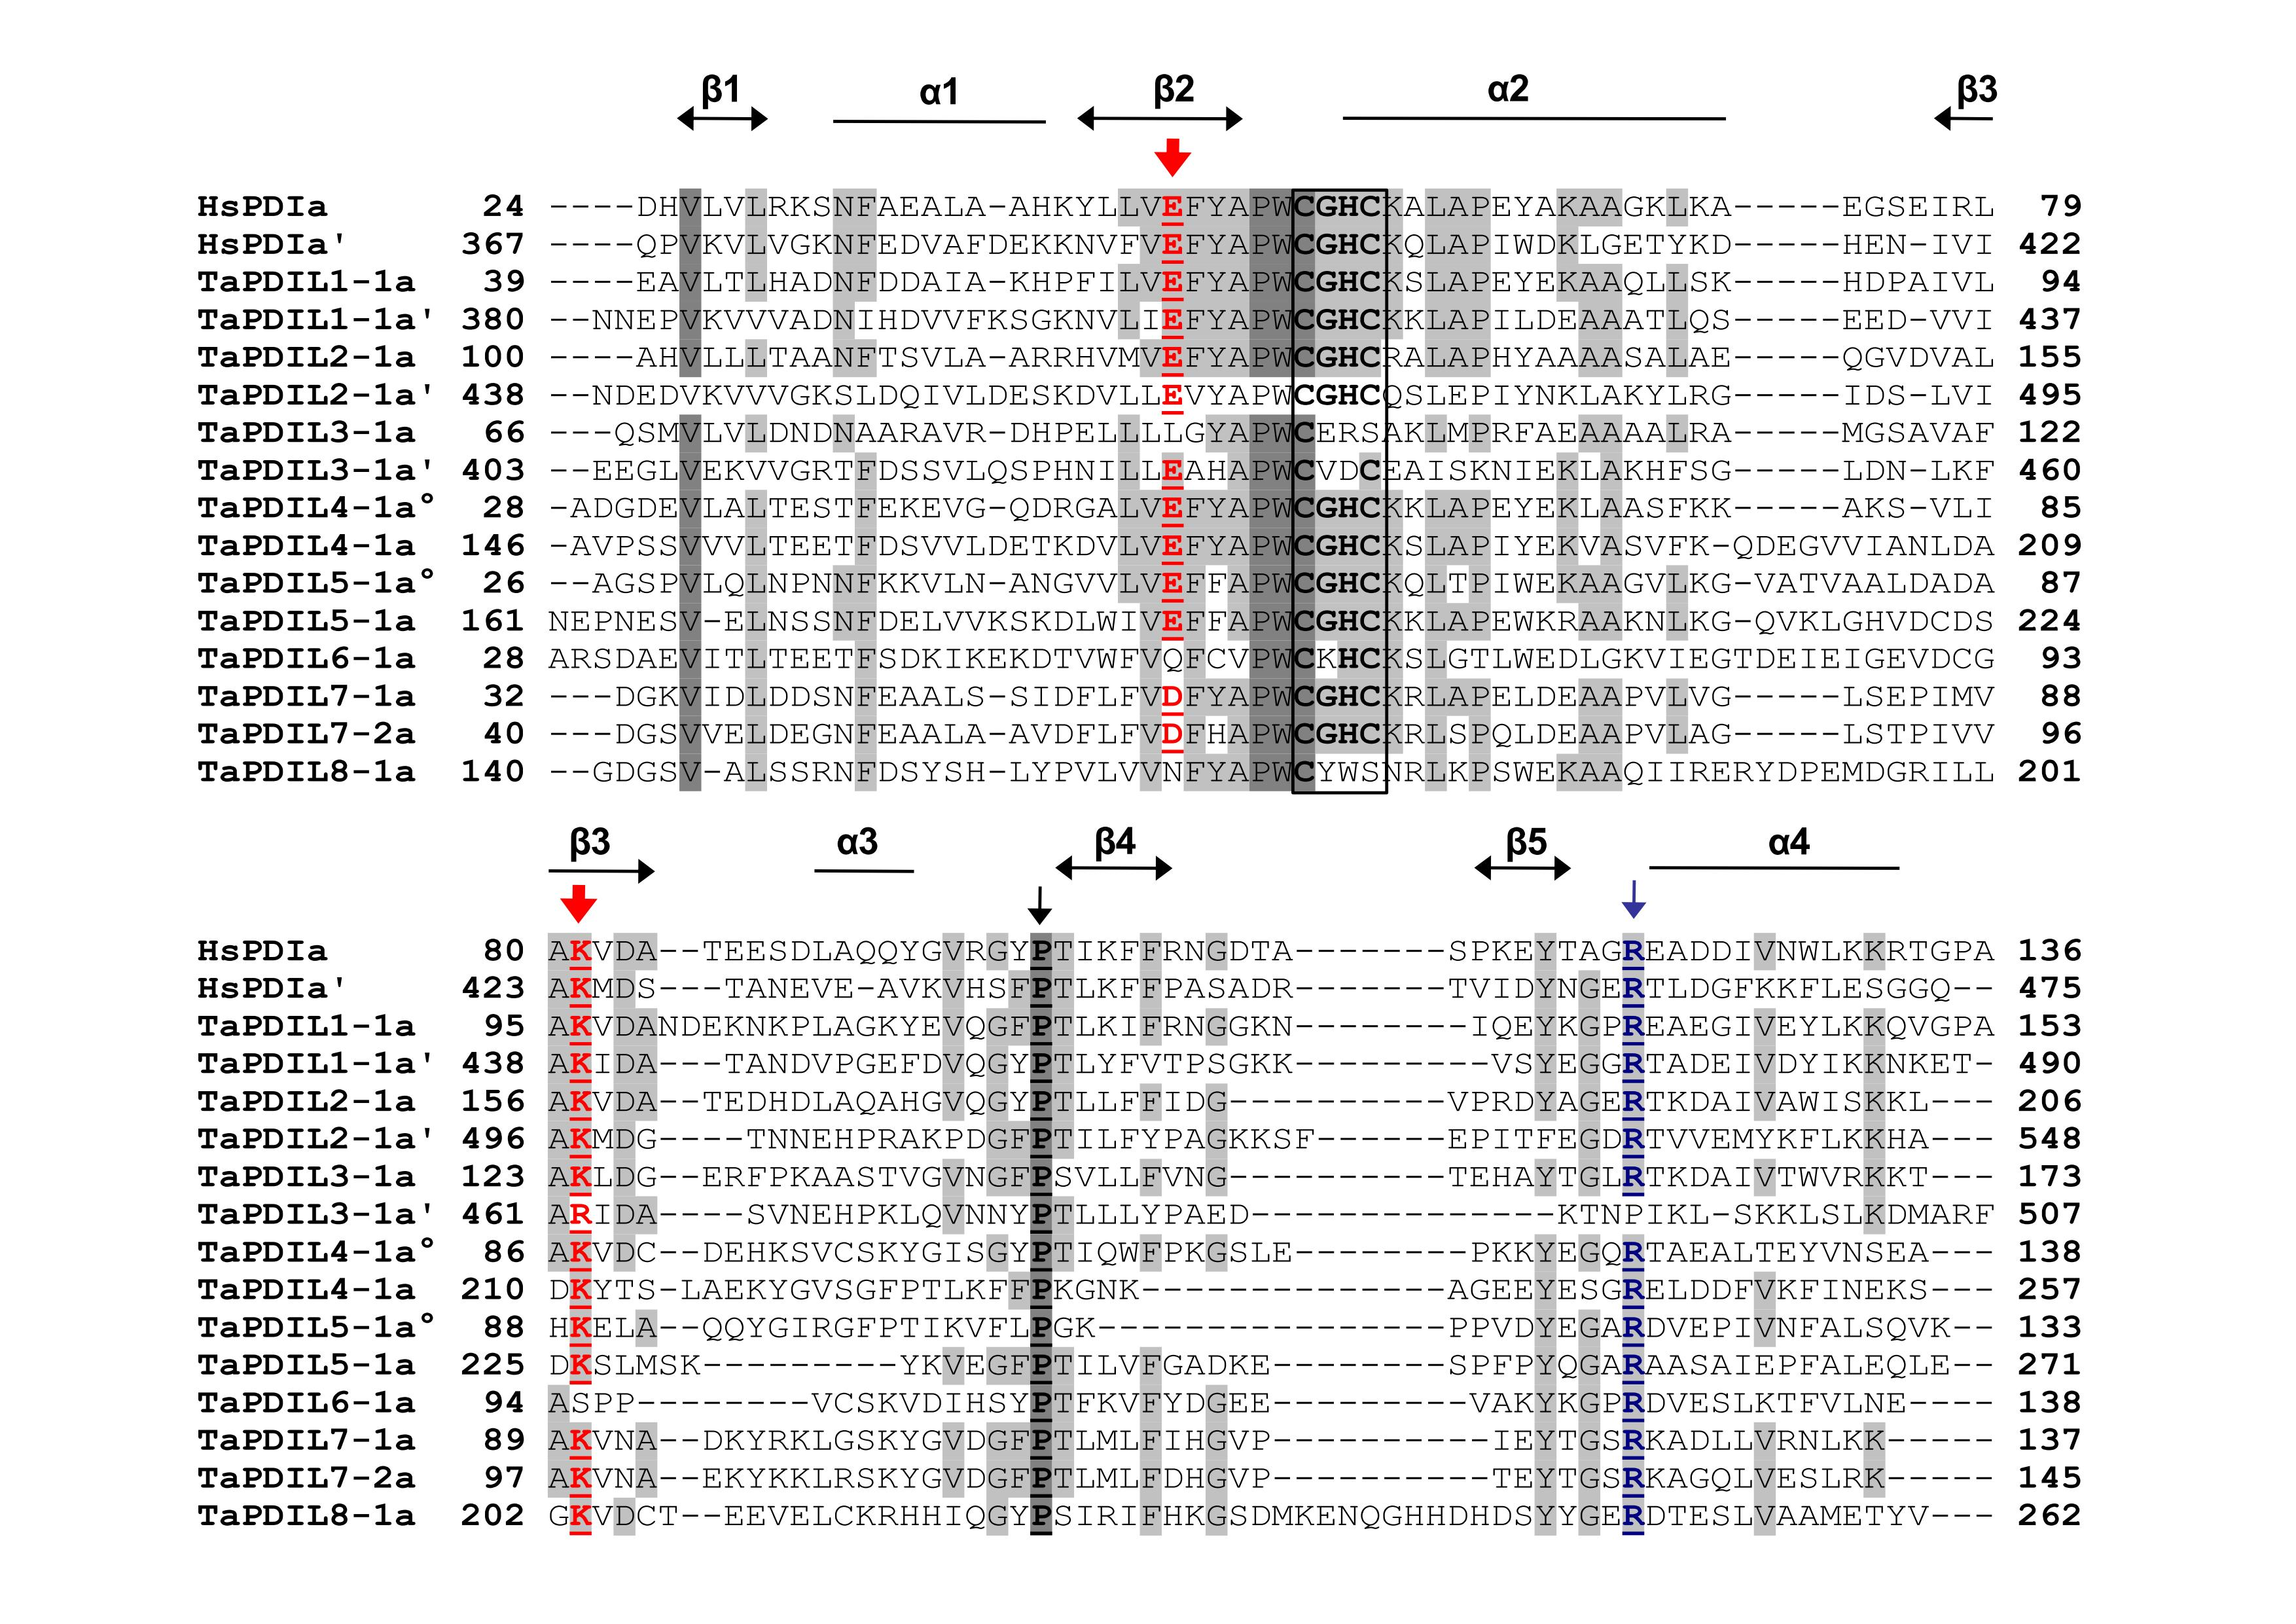 β1 α1 β2 α2 β3
HsPDIa 24 ----DHVLVLRKSNFAEALA-AHKYLLVEFYAPWCGHCKALAPEYAKAAGKLKA-----EGSEIRL 79
HsPDIa' 367 ----QPVKVLVGKNFEDVAFDEKKNVFVEFYAPWCGHCKQLAPIWDKLGETYKD-----HEN-IVI 422
TaPDIL1-1a 39 ----EAVLTLHADNFDDAIA-KHPFILVEFYAPWCGHCKSLAPEYEKAAQLLSK-----HDPAIVL 94
TaPDIL1-1a' 380 --NNEPVKVVVADNIHDVVFKSGKNVLIEFYAPWCGHCKKLAPILDEAAATLQS-----EED-VVI 437
TaPDIL2-1a 100 ----AHVLLLTAANFTSVLA-ARRHVMVEFYAPWCGHCRALAPHYAAAASALAE-----QGVDVAL 155
TaPDIL2-1a' 438 --NDEDVKVVVGKSLDQIVLDESKDVLLEVYAPWCGHCQSLEPIYNKLAKYLRG-----IDS-LVI 495
TaPDIL3-1a 66 ---QSMVLVLDNDNAARAVR-DHPELLLLGYAPWCERSAKLMPRFAEAAAALRA-----MGSAVAF 122
TaPDIL3-1a' 403 --EEGLVEKVVGRTFDSSVLQSPHNILLEAHAPWCVDCEAISKNIEKLAKHFSG-----LDN-LKF 460
TaPDIL4-1a° 28 -ADGDEVLALTESTFEKEVG-QDRGALVEFYAPWCGHCKKLAPEYEKLAASFKK-----AKS-VLI 85
TaPDIL4-1a 146 -AVPSSVVVLTEETFDSVVLDETKDVLVEFYAPWCGHCKSLAPIYEKVASVFK-QDEGVVIANLDA 209
TaPDIL5-1a° 26 --AGSPVLQLNPNNFKKVLN-ANGVVLVEFFAPWCGHCKQLTPIWEKAAGVLKG-VATVAALDADA 87
TaPDIL5-1a 161 NEPNESV-ELNSSNFDELVVKSKDLWIVEFFAPWCGHCKKLAPEWKRAAKNLKG-QVKLGHVDCDS 224
TaPDIL6-1a 28 ARSDAEVITLTEETFSDKIKEKDTVWFVQFCVPWCKHCKSLGTLWEDLGKVIEGTDEIEIGEVDCG 93
TaPDIL7-1a 32 ---DGKVIDLDDSNFEAALS-SIDFLFVDFYAPWCGHCKRLAPELDEAAPVLVG-----LSEPIMV 88
TaPDIL7-2a 40 ---DGSVVELDEGNFEAALA-AVDFLFVDFHAPWCGHCKRLSPQLDEAAPVLAG-----LSTPIVV 96
TaPDIL8-1a 140 --GDGSV-ALSSRNFDSYSH-LYPVLVVNFYAPWCYWSNRLKPSWEKAAQIIRERYDPEMDGRILL 201
β3 α3 β4 β5 α4
HsPDIa 80 AKVDA--TEESDLAQQYGVRGYPTIKFFRNGDTA-------SPKEYTAGREADDIVNWLKKRTGPA 136
HsPDIa' 423 AKMDS---TANEVE-AVKVHSFPTLKFFPASADR-------TVIDYNGERTLDGFKKFLESGGQ-- 475
TaPDIL1-1a 95 AKVDANDEKNKPLAGKYEVQGFPTLKIFRNGGKN--------IQEYKGPREAEGIVEYLKKQVGPA 153
TaPDIL1-1a' 438 AKIDA---TANDVPGEFDVQGYPTLYFVTPSGKK---------VSYEGGRTADEIVDYIKKNKET- 490
TaPDIL2-1a 156 AKVDA--TEDHDLAQAHGVQGYPTLLFFIDG----------VPRDYAGERTKDAIVAWISKKL--- 206
TaPDIL2-1a' 496 AKMDG----TNNEHPRAKPDGFPTILFYPAGKKSF------EPITFEGDRTVVEMYKFLKKHA--- 548
TaPDIL3-1a 123 AKLDG--ERFPKAASTVGVNGFPSVLLFVNG----------TEHAYTGLRTKDAIVTWVRKKT--- 173
TaPDIL3-1a' 461 ARIDA----SVNEHPKLQVNNYPTLLLYPAED--------------KTNPIKL-SKKLSLKDMARF 507
TaPDIL4-1a° 86 AKVDC--DEHKSVCSKYGISGYPTIQWFPKGSLE--------PKKYEGQRTAEALTEYVNSEA--- 138
TaPDIL4-1a 210 DKYTS-LAEKYGVSGFPTLKFFPKGNK--------------AGEEYESGRELDDFVKFINEKS--- 257
TaPDIL5-1a° 88 HKELA--QQYGIRGFPTIKVFLPGK----------------PPVDYEGARDVEPIVNFALSQVK-- 133
TaPDIL5-1a 225 DKSLMSK---------YKVEGFPTILVFGADKE--------SPFPYQGARAASAIEPFALEQLE-- 271
TaPDIL6-1a 94 ASPP--------VCSKVDIHSYPTFKVFYDGEE---------VAKYKGPRDVESLKTFVLNE---- 138
TaPDIL7-1a 89 AKVNA--DKYRKLGSKYGVDGFPTLMLFIHGVP----------IEYTGSRKADLLVRNLKK----- 137
TaPDIL7-2a 97 AKVNA--EKYKKLRSKYGVDGFPTLMLFDHGVP----------TEYTGSRKAGQLVESLRK----- 145
TaPDIL8-1a 202 GKVDCT--EEVELCKRHHIQGYPSIRIFHKGSDMKENQGHHDHDSYYGERDTESLVAAMETYV--- 262